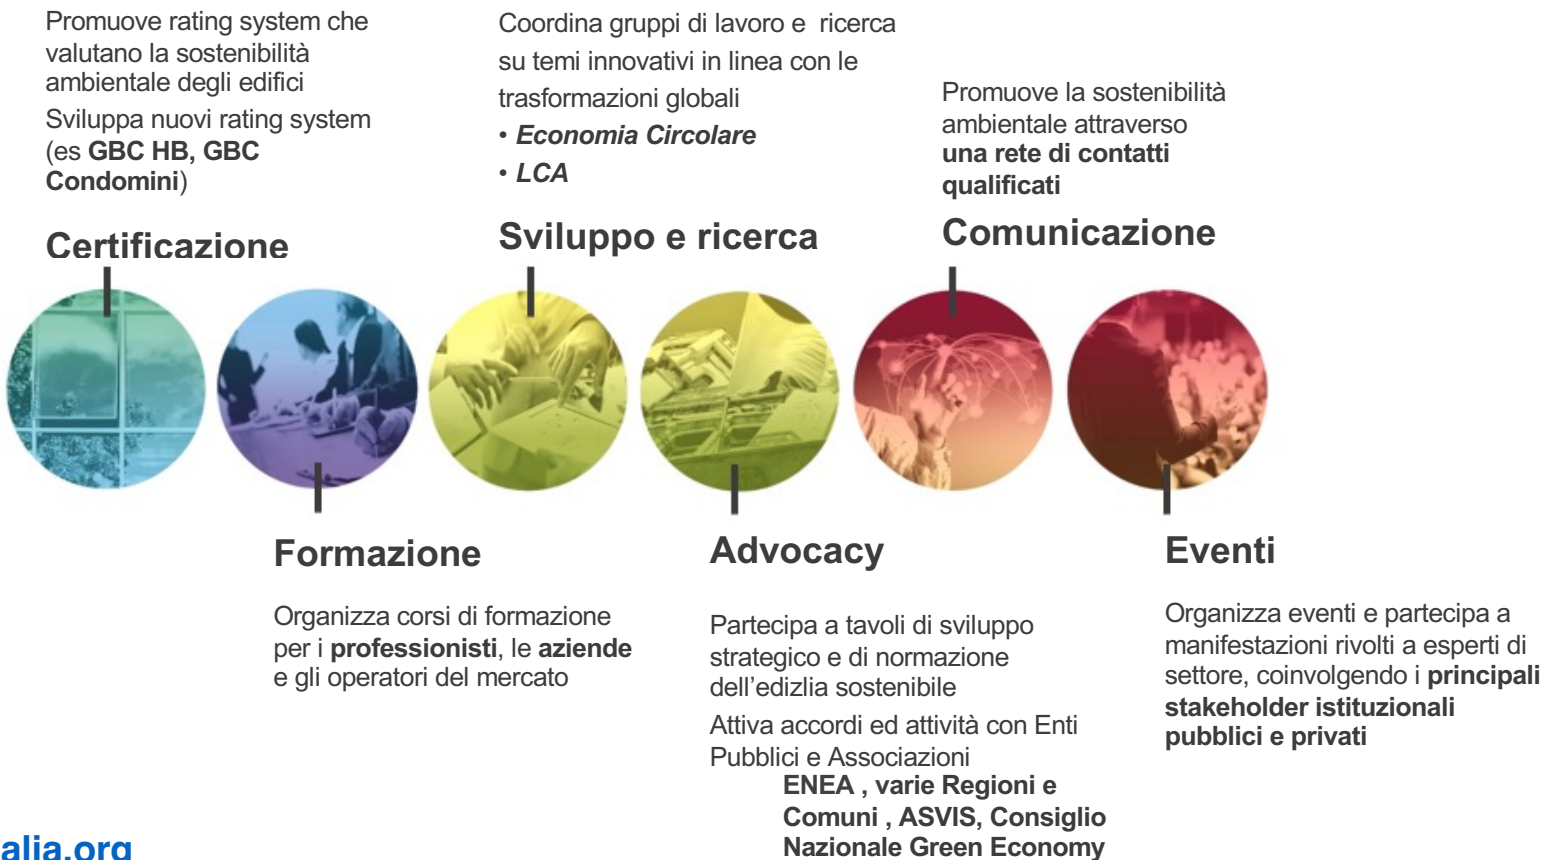 Promuove rating system che
valutano la sostenibilità
ambientale degli edifici
Sviluppa nuovi rating system
(es GBC HB, GBC
Condomini)
Certificazione
Coordina gruppi di lavoro e ricerca
su temi innovativi in linea con le
trasformazioni globali
• Economia Circolare
• LCA
Sviluppo e ricerca
Promuove la sostenibilità
ambientale attraverso
una rete di contatti
qualificati
Comunicazione
Formazione
Organizza corsi di formazione
per i professionisti, le aziende
e gli operatori del mercato
Advocacy
Partecipa a tavoli di sviluppo
strategico e di normazione
dell’edizlia sostenibile
Attiva accordi ed attività con Enti
Pubblici e Associazioni
ENEA , varie Regioni e
Comuni , ASVIS, Consiglio
Nazionale Green Economy
Eventi
Organizza eventi e partecipa a
manifestazioni rivolti a esperti di
settore, coinvolgendo i principali
stakeholder istituzionali
pubblici e privati
alia.org